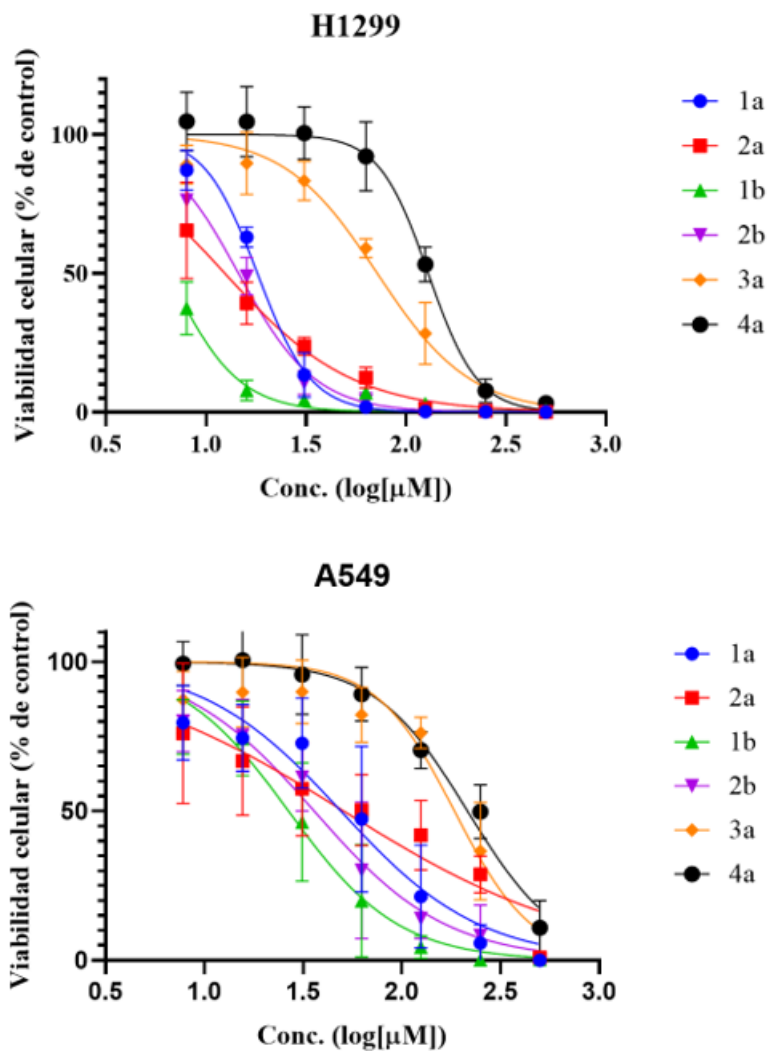 H1299
Viabilidad celular (% de control)
100
50
0
0.5 1.0 1.5 2.0 2.5 3.0
Conc. (log[μM])
1a
2a
1b
2b
3a
4a
A549
Viabilidad celular (% de control)
100
50
0
0.5 1.0 1.5 2.0 2.5 3.0
Conc. (log[μM])
1a
2a
1b
2b
3a
4a